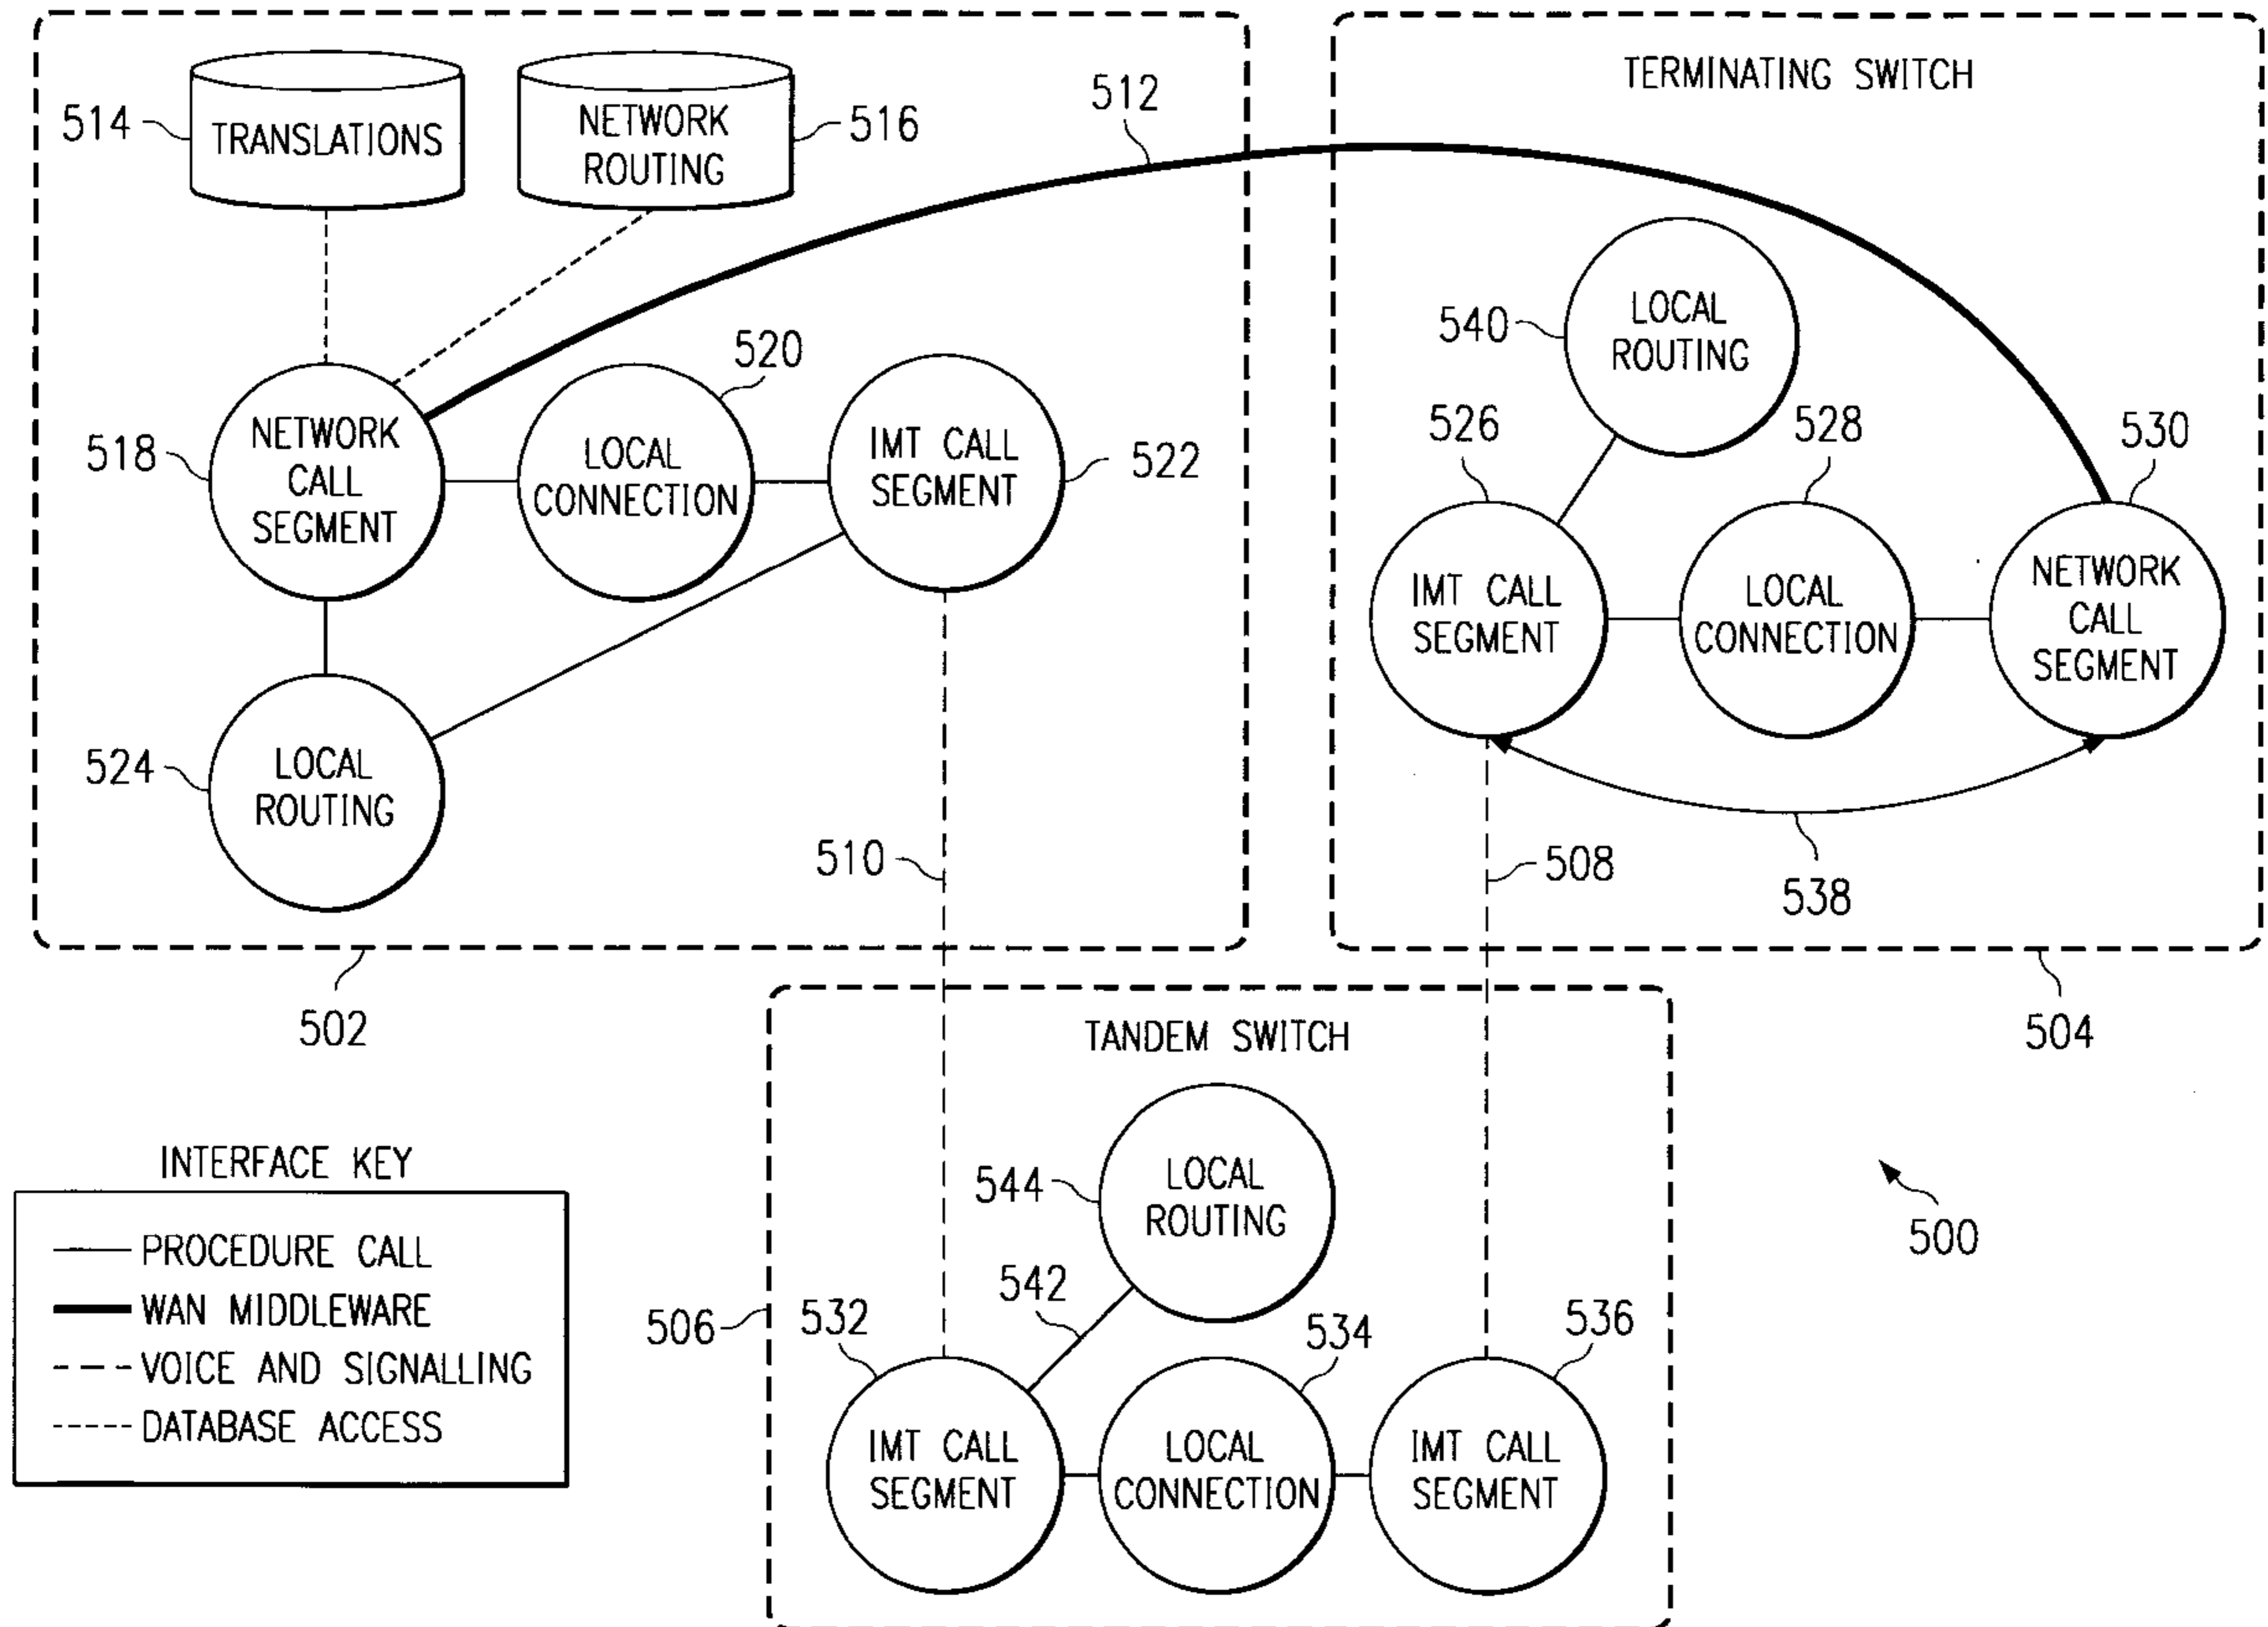 TERMINATING SWITCH
512
514
TRANSLATIONS
NETWORK
ROUTING
516
520
540
LOCAL
ROUTING
518
NETWORK
CALL
SEGMENT
LOCAL
CONNECTION
IMT CALL
SEGMENT
522
526
528
530
IMT CALL
SEGMENT
LOCAL
CONNECTION
NETWORK
CALL
SEGMENT
524
LOCAL
ROUTING
510
508
538
502
504
TANDEM SWITCH
544
LOCAL
ROUTING
500
542
506
532
534
536
IMT CALL
SEGMENT
LOCAL
CONNECTION
IMT CALL
SEGMENT
INTERFACE KEY
PROCEDURE CALL
WAN MIDDLEWARE
VOICE AND SIGNALLING
DATABASE ACCESS